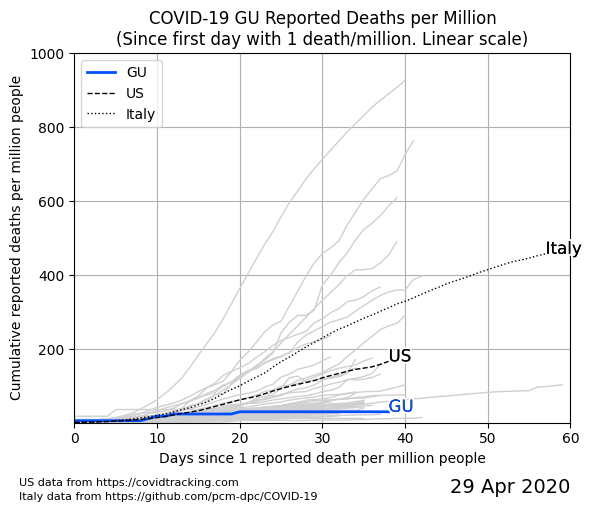 COVID-19 GU Reported Deaths per Million
(Since first day with 1 death/million. Linear scale)
Cumulative reported deaths per million people
1000
800
600
400
200
GU
US
Italy
Italy
US
GU
0
10
20
30
40
50
60
Days since 1 reported death per million people
US data from https://covidtracking.com
Italy data from https://github.com/pcm-dpc/COVID-19
29 Apr 2020